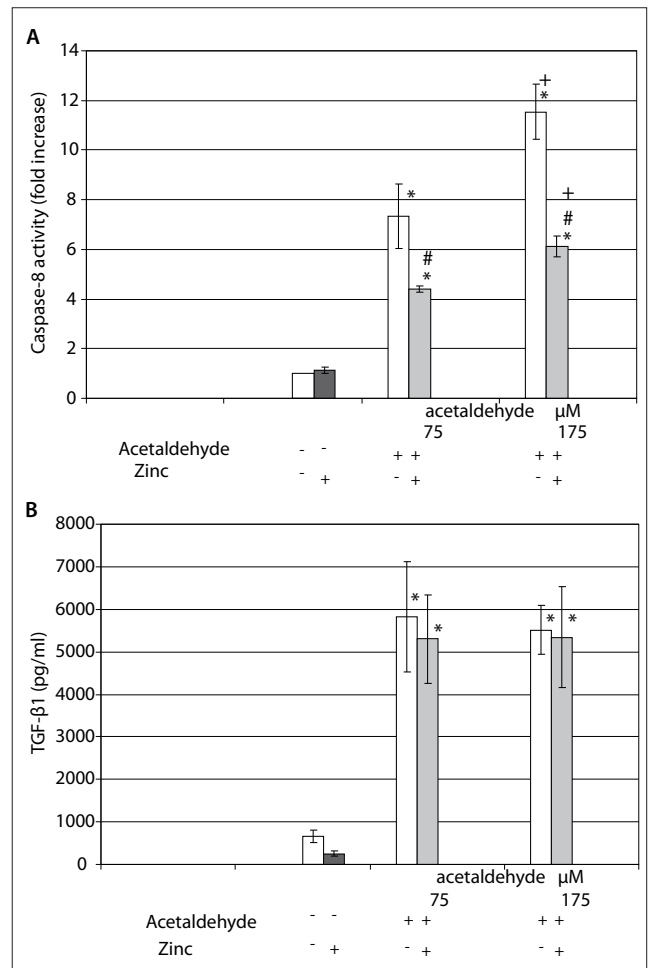 A
Caspase-8 activity (fold increase)
14
12
10
8
6
4
2
0
*
#
*
+
*
+
#
*
acetaldehyde μM
75 175
Acetaldehyde - - + + + +
Zinc - + - + - +
B
TGF-β1 (pg/ml)
8000
7000
6000
5000
4000
3000
2000
1000
0
* * * *
acetaldehyde μM
75 175
Acetaldehyde - - + + + +
Zinc - + - + - +